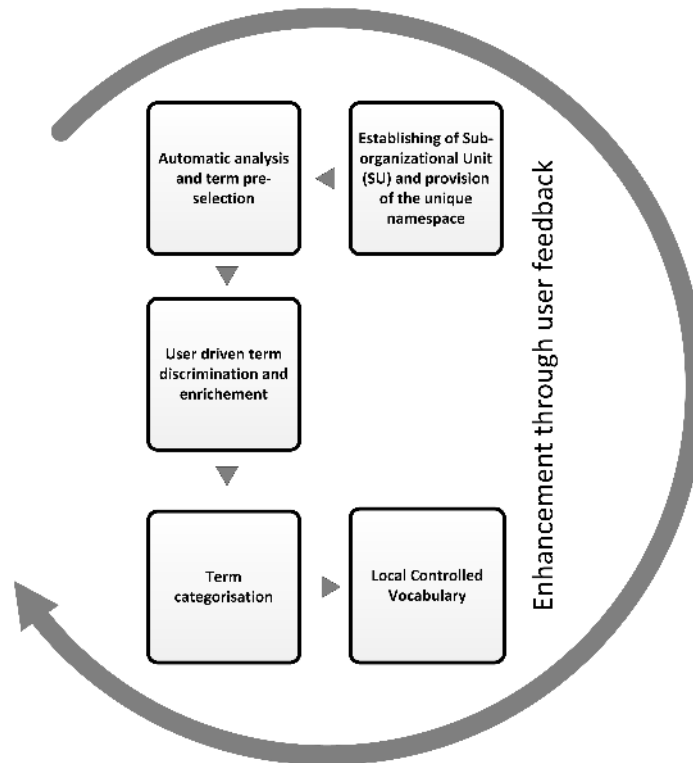 Automatic analysis
and term pre-
selection
Establishing of Sub-
organizational Unit
(SU) and provision
of the unique
namespace
User driven term
discrimination and
enrichement
Term
categorisation
Local Controlled
Vocabulary
Enhancement through user feedback